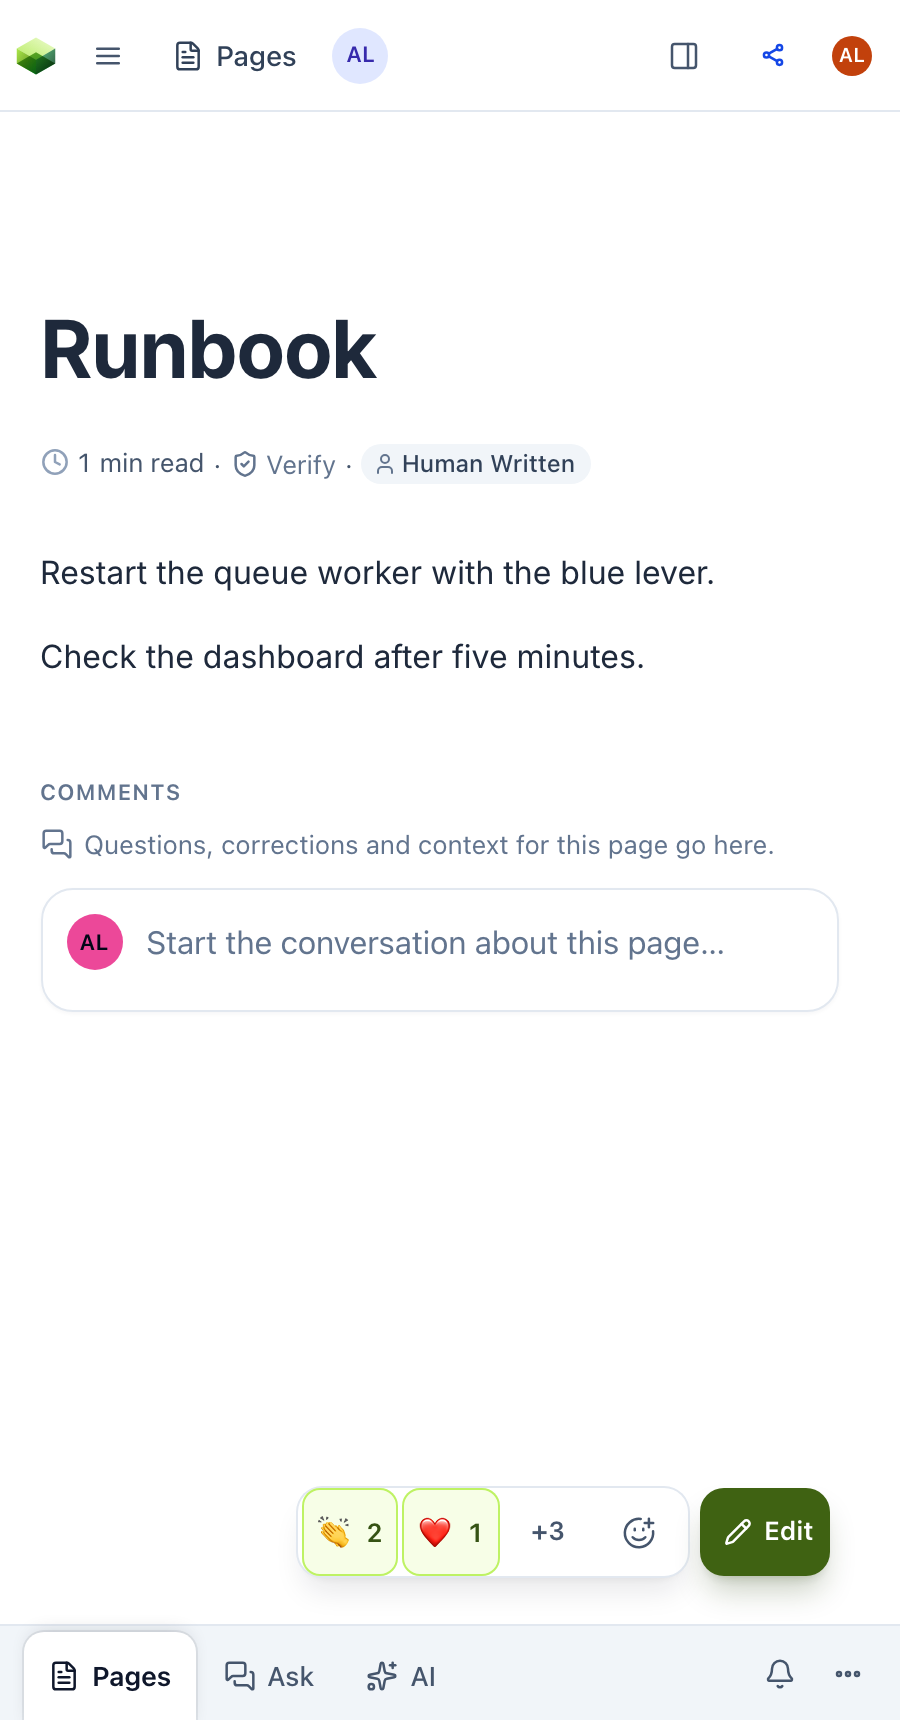 Pages AL AL
Runbook
1 min read · Verify · Human Written
Restart the queue worker with the blue lever.
Check the dashboard after five minutes.
COMMENTS
Questions, corrections and context for this page go here.
AL Start the conversation about this page...
👏 2 ❤️ 1 +3 Edit
Pages Ask AI